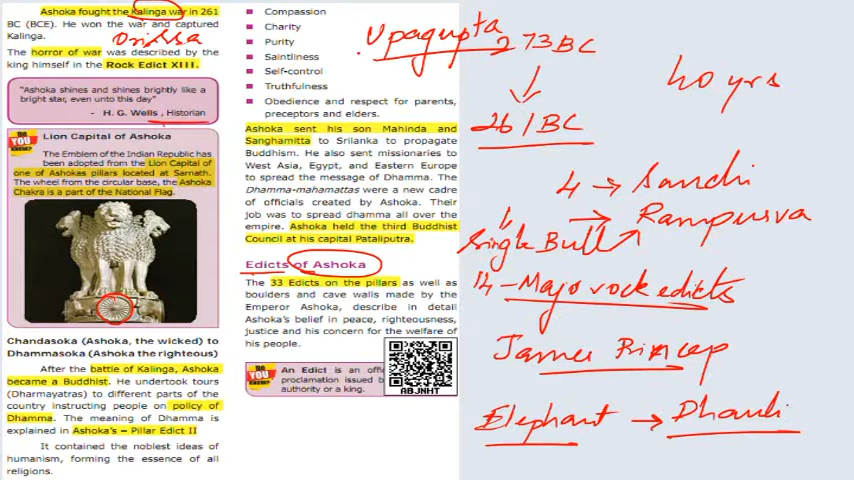 Ashoka fought the Kalinga war in 261
BC (BCE). He won the war and captured
Kalinga.
Orissa
The horror of war was described by the
king himself in the Rock Edict XIII.
"Ashoka shines and shines brightly like a
bright star, even unto this day"
- H. G. Wells, Historian
Do YOU KNOW?
Lion Capital of Ashoka
The Emblem of the Indian Republic has
been adopted from the Lion Capital of
one of Ashokas pillars located at Sarnath.
The wheel from the circular base, the Ashoka
Chakra is a part of the National Flag.
Chandasoka (Ashoka, the wicked) to
Dhammasoka (Ashoka the righteous)
After the battle of Kalinga, Ashoka
became a Buddhist. He undertook tours
(Dharmayatras) to different parts of the
country instructing people on policy of
Dhamma. The meaning of Dhamma is
explained in Ashoka's – Pillar Edict II
It contained the noblest ideas of
humanism, forming the essence of all
religions.
Compassion
Charity
Purity
Saintliness
Self-control
Truthfulness
Obedience and respect for parents,
preceptors and elders.
Ashoka sent his son Mahinda and
Sanghamitta to Srilanka to propagate
Buddhism. He also sent missionaries to
West Asia, Egypt, and Eastern Europe
to spread the message of Dhamma. The
Dhamma-mahamattas were a new cadre
of officials created by Ashoka. Their
job was to spread dhamma all over the
empire. Ashoka held the third Buddhist
Council at his capital Pataliputra.
Edicts of Ashoka
The 33 Edicts on the pillars as well as
boulders and cave walls made by the
Emperor Ashoka, describe in detail
Ashoka's belief in peace, righteousness,
justice and his concern for the welfare of
his people.
Do YOU KNOW?
An Edict is an offi
proclamation issued b
authority or a king.
ABJNHT
Upagupta
273BC
40 yrs
261BC
4 → Sanchi
→ Rampurva
Single Bull
14 - Major rock edicts
James Princep
Elephant → Dhauli